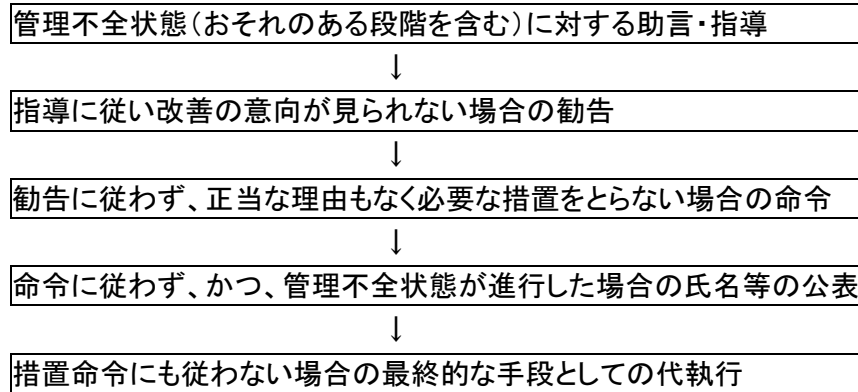 管理不全状態（おそれのある段階を含む）に対する助言・指導
↓
指導に従い改善の意向が見られない場合の勧告
↓
勧告に従わず、正当な理由もなく必要な措置をとらない場合の命令
↓
命令に従わず、かつ、管理不全状態が進行した場合の氏名等の公表
↓
措置命令にも従わない場合の最終的な手段としての代執行